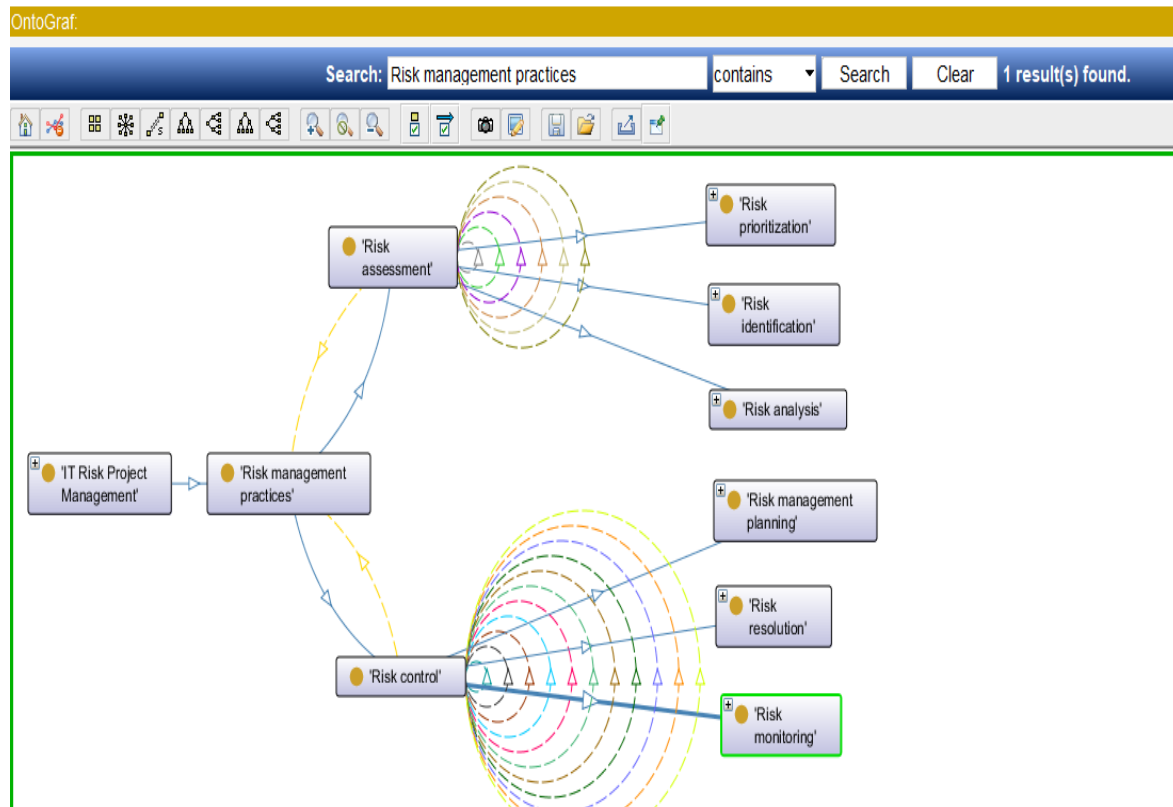 OntoGraf:
Search: Risk management practices contains Search Clear 1 result(s) found.
'Risk
assessment'
'Risk
prioritization'
'Risk
identification'
'Risk analysis'
'IT Risk Project
Management'
'Risk management
practices'
'Risk management
planning'
'Risk
resolution'
'Risk control'
'Risk
monitoring'